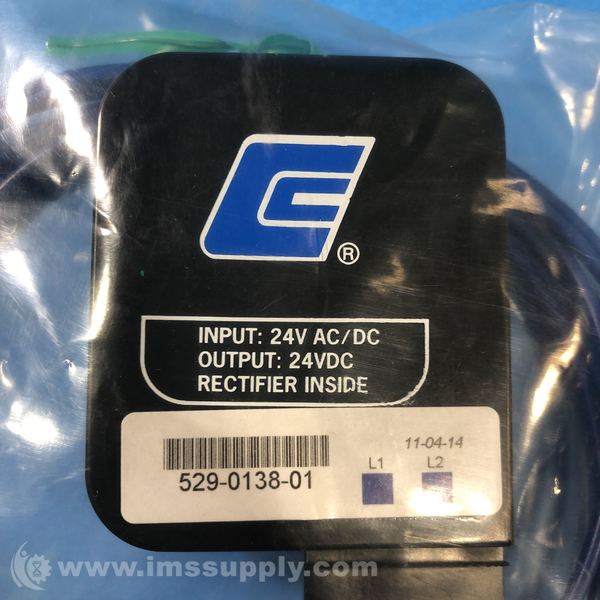 ®
INPUT: 24V AC/DC
OUTPUT: 24VDC
RECTIFIER INSIDE
11-04-14
L1 L2
529-0138-01
www.imssupply.com